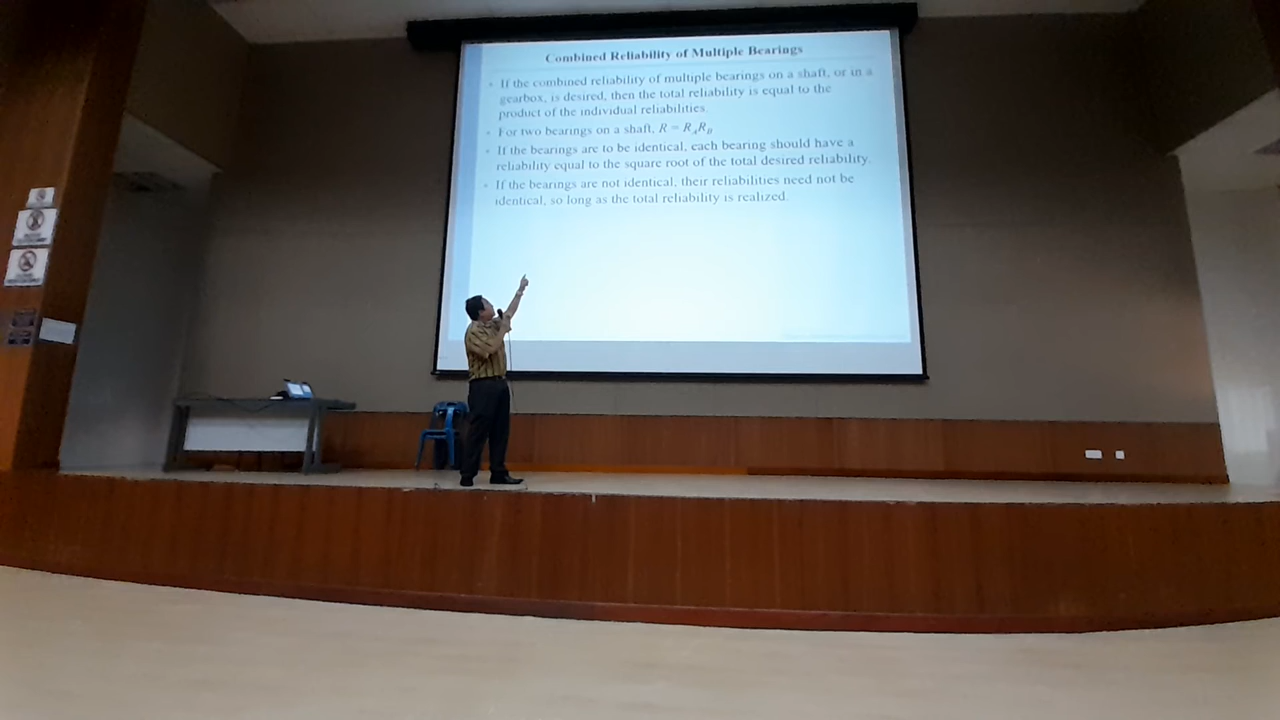 Combined Reliability of Multiple Bearings
• If the combined reliability of multiple bearings on a shaft, or in a
gearbox, is desired, then the total reliability is equal to the
product of the individual reliabilities.
• For two bearings on a shaft, R = R_A R_B
• If the bearings are to be identical, each bearing should have a
reliability equal to the square root of the total desired reliability.
• If the bearings are not identical, their reliabilities need not be
identical, so long as the total reliability is realized.